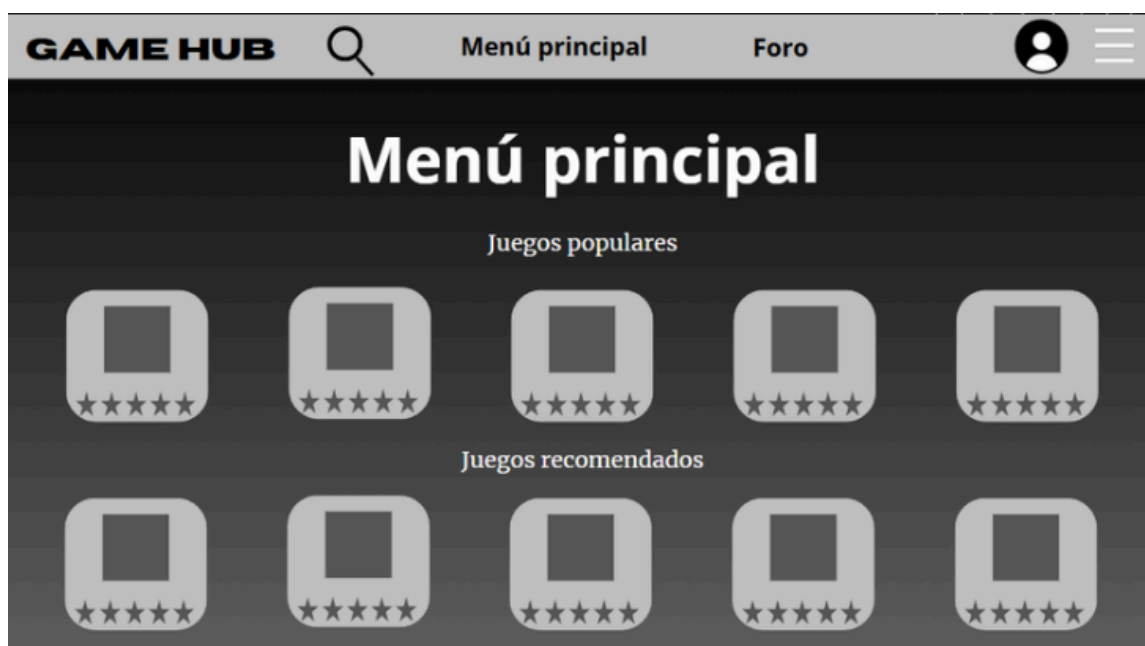 GAME HUB Menú principal Foro
Menú principal
Juegos populares
★★★★★ ★★★★★ ★★★★★ ★★★★★ ★★★★★
Juegos recomendados
★★★★★ ★★★★★ ★★★★★ ★★★★★ ★★★★★